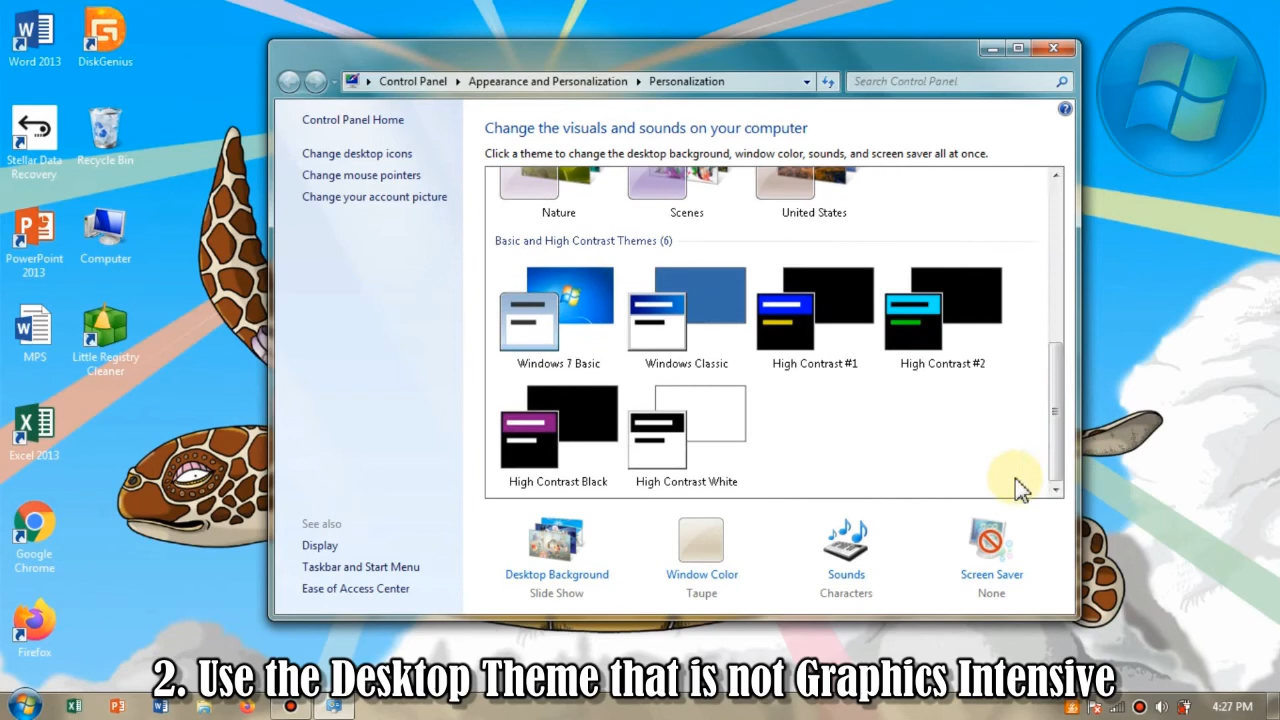 Word 2013
DiskGenius
Stellar Data
Recovery
Recycle Bin
PowerPoint
2013
Computer
MPS
Little Registry
Cleaner
Excel 2013
Google
Chrome
Firefox
Control Panel
Appearance and Personalization
Personalization
Search Control Panel
Control Panel Home
Change desktop icons
Change mouse pointers
Change your account picture
Change the visuals and sounds on your computer
Click a theme to change the desktop background, window color, sounds, and screen saver all at once.
Nature
Scenes
United States
Basic and High Contrast Themes (6)
Windows 7 Basic
Windows Classic
High Contrast #1
High Contrast #2
High Contrast Black
High Contrast White
See also
Display
Taskbar and Start Menu
Ease of Access Center
Desktop Background
Slide Show
Window Color
Taupe
Sounds
Characters
Screen Saver
None
2. Use the Desktop Theme that is not Graphics Intensive
4:27 PM